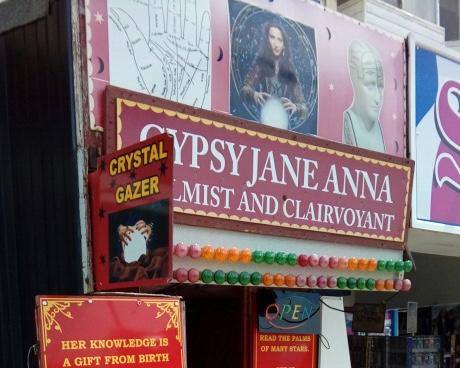 GYPSY JANE ANNA
LMIST AND CLAIRVOYANT
CRYSTAL
GAZER
OPEN
HER KNOWLEDGE IS
A GIFT FROM BIRTH
READ THE PALMS
OF MANY STARS.